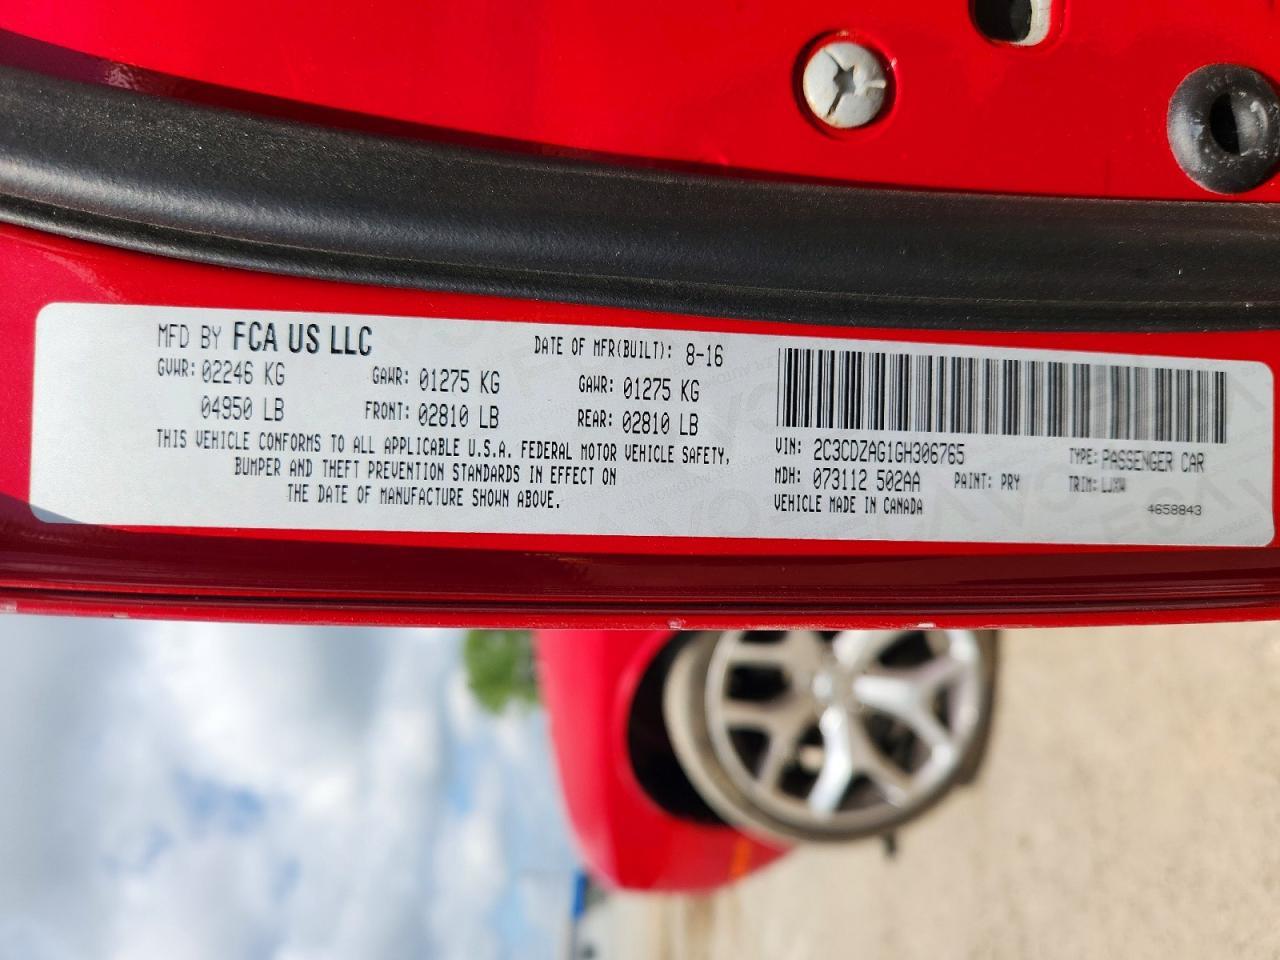 MFD BY FCA US LLC DATE OF MFR(BUILT): 8-16
GVWR: 02246 KG GAWR: 01275 KG GAWR: 01275 KG
04950 LB FRONT: 02810 LB REAR: 02810 LB
THIS VEHICLE CONFORMS TO ALL APPLICABLE U.S.A. FEDERAL MOTOR VEHICLE SAFETY,
BUMPER AND THEFT PREVENTION STANDARDS IN EFFECT ON
THE DATE OF MANUFACTURE SHOWN ABOVE.
VIN: 2C3CDZAG1GH306765 TYPE: PASSENGER CAR
MDH: 073112 502AA PAINT: PRY TRIM: LJXW
VEHICLE MADE IN CANADA 4658843